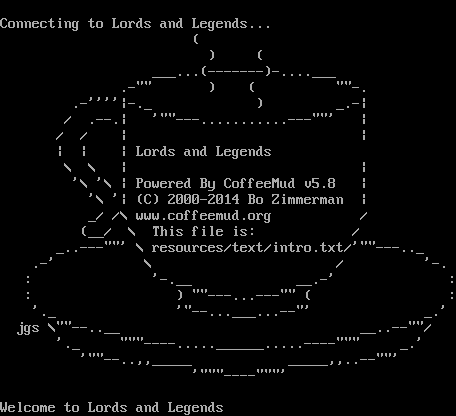 Connecting to Lords and Legends...
Lords and Legends
Powered By CoffeeMud v5.8
(C) 2000-2014 Bo Zimmerman
www.coffeemud.org
This file is:
resources/text/intro.txt
jgs
Welcome to Lords and Legends